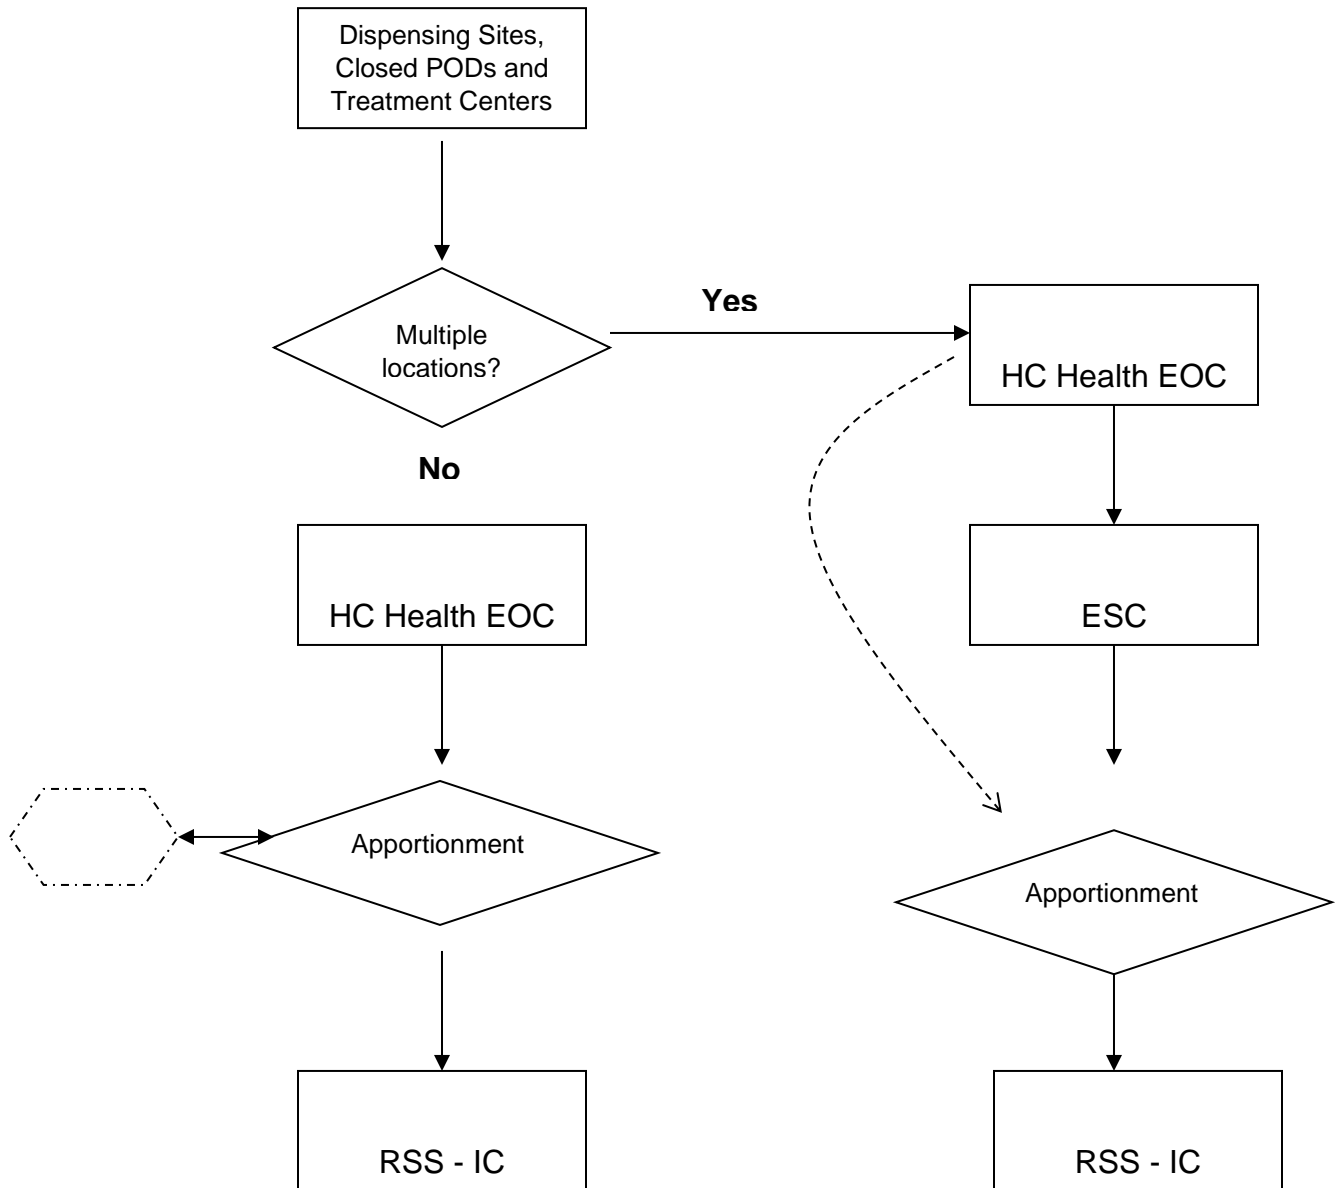 Dispensing Sites,
Closed PODs and
Treatment Centers
Multiple
locations?
Yes
HC Health EOC
No
HC Health EOC
ESC
Apportionment
Apportionment
RSS - IC
RSS - IC